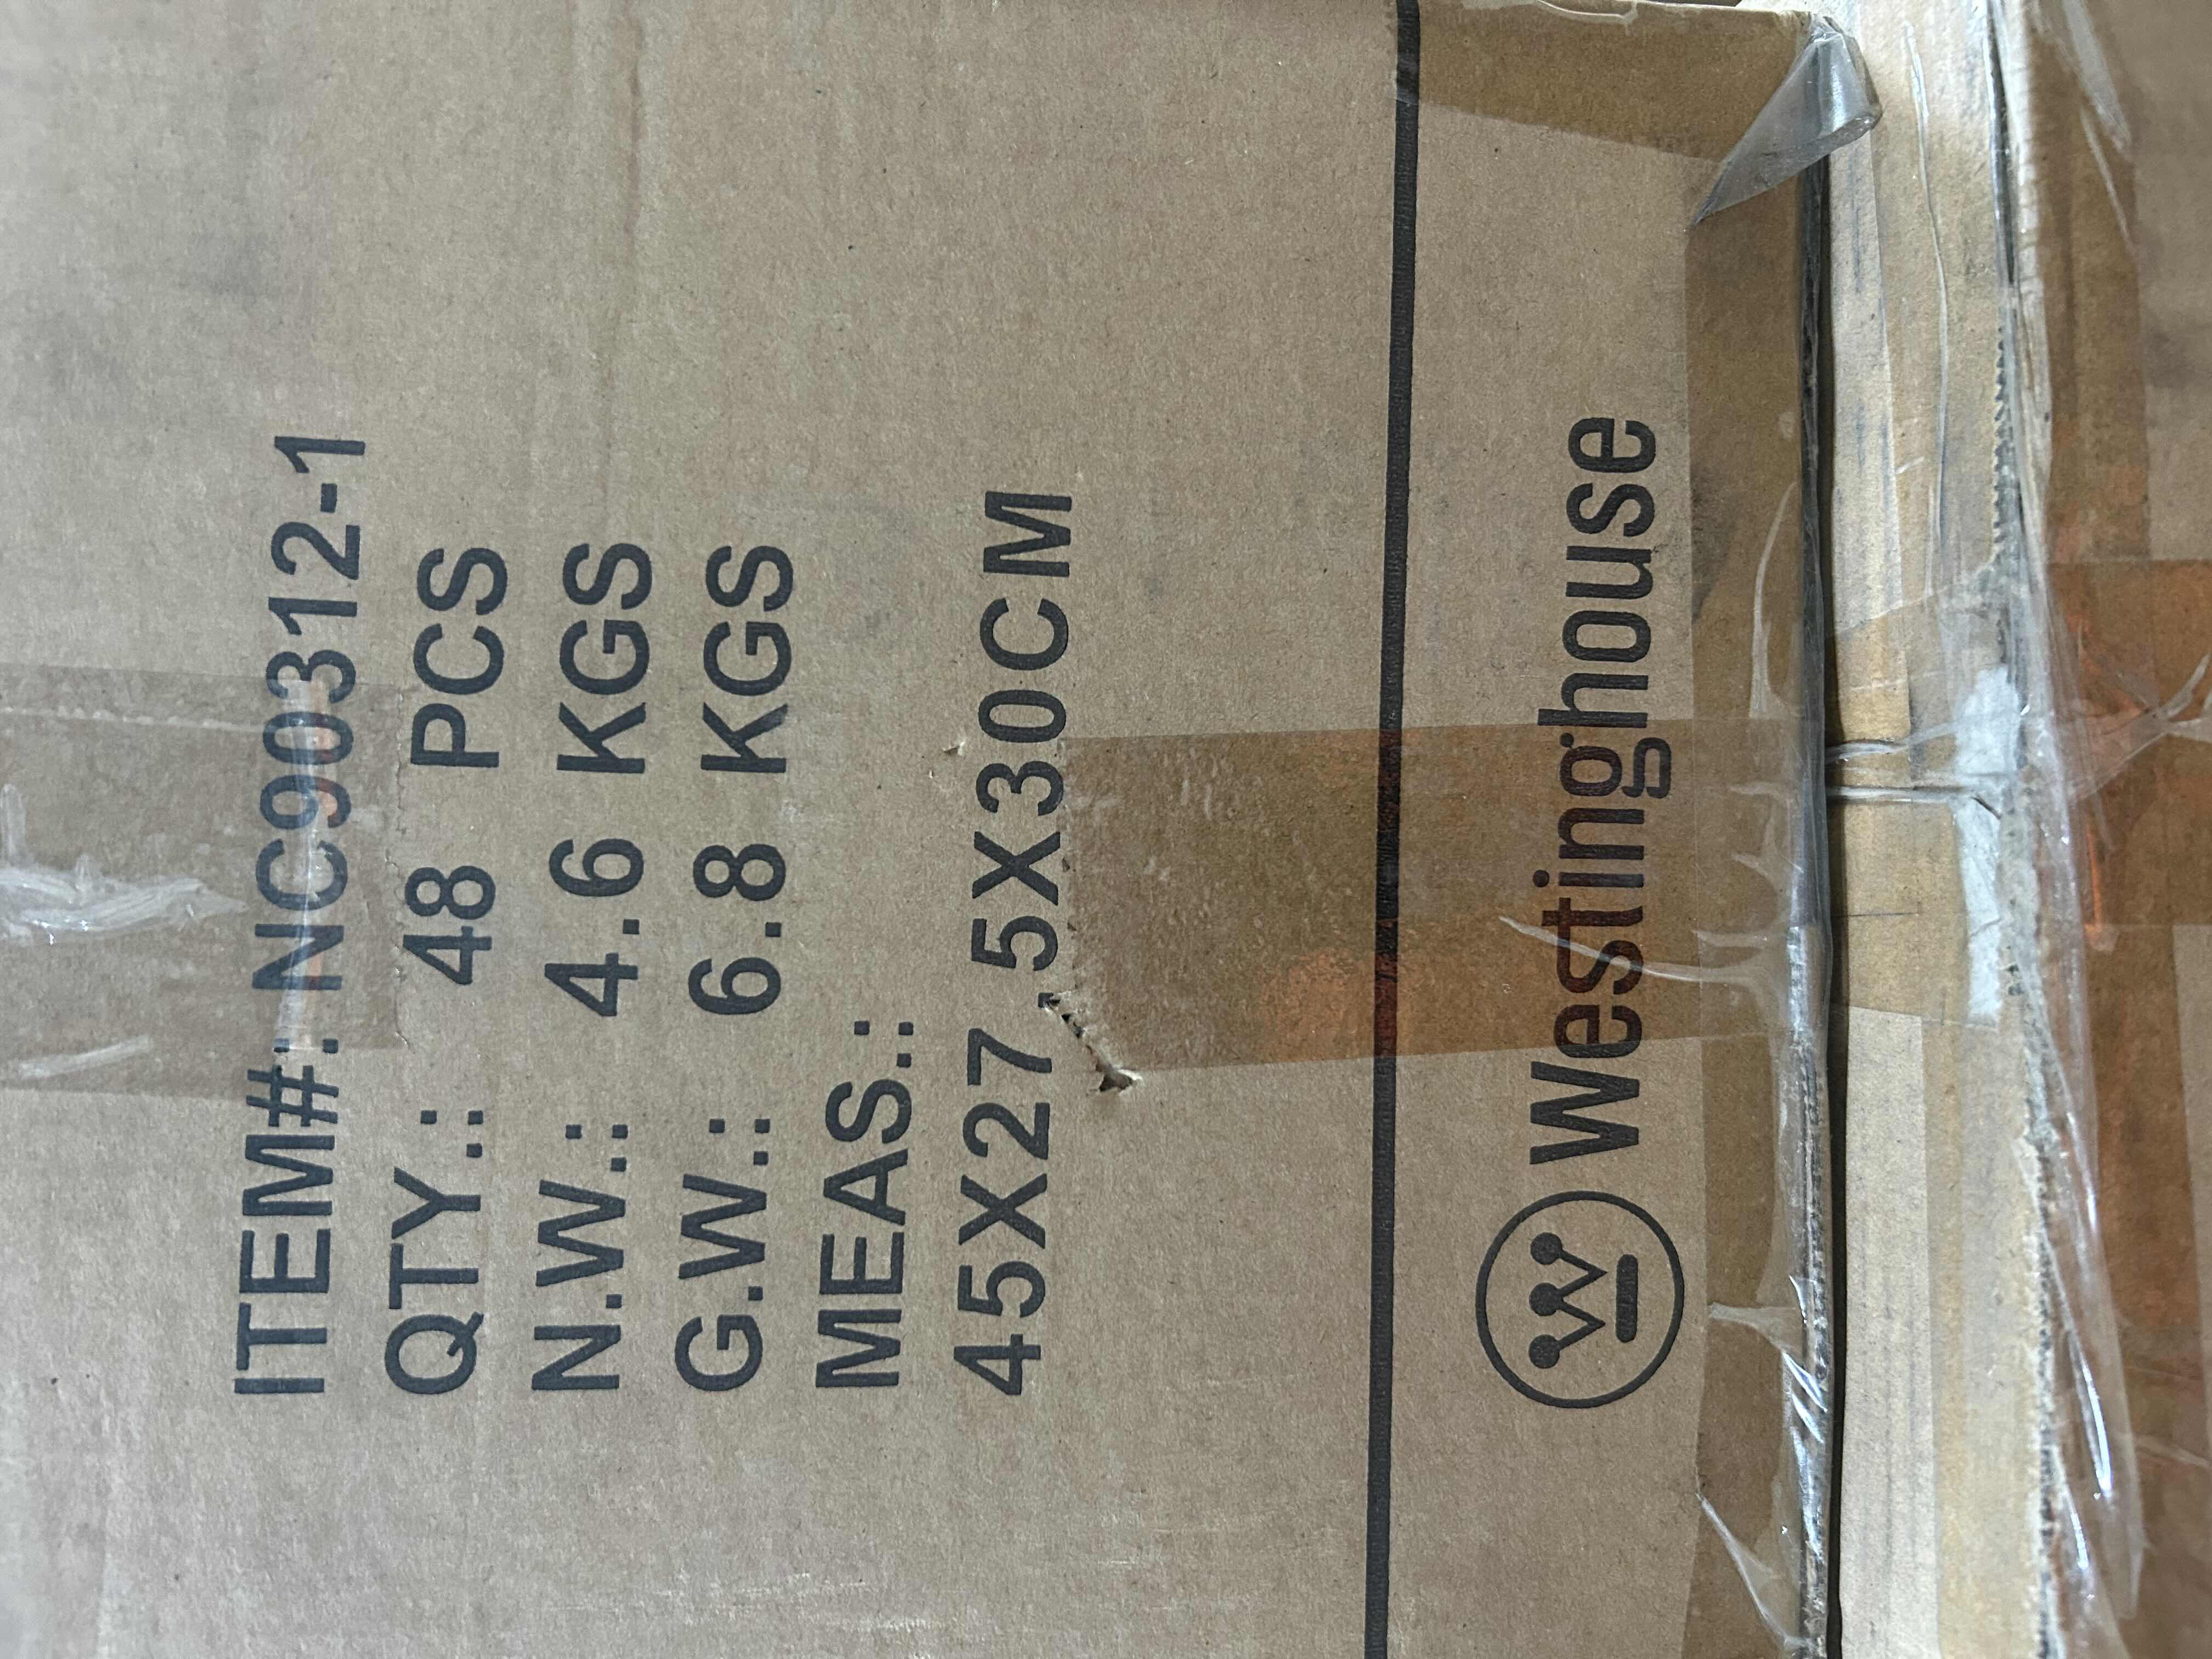 ITEM#: NC90312-1
QTY.: 48 PCS
N.W.: 4.6 KGS
G.W.: 6.8 KGS
MEAS.:
45X27.5X30CM
Westinghouse